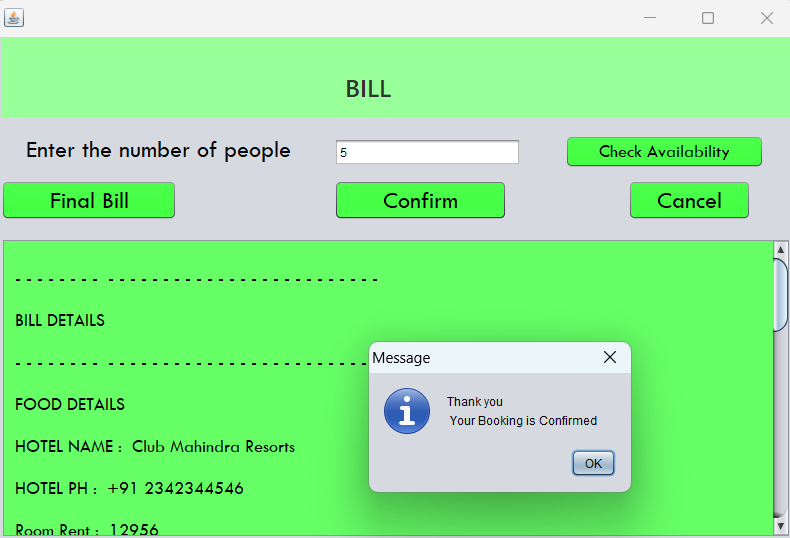 BILL
Enter the number of people 5 Check Availability
Final Bill Confirm Cancel
- - - - - - - - - - - - - - - - - - - - - - - - - - - - - - - - -
BILL DETAILS
- - - - - - - - - - - - - - - - - - - - - - - - - - - - - - - - -
FOOD DETAILS
HOTEL NAME : Club Mahindra Resorts
HOTEL PH : +91 2342344546
Room Rent : 12956
Message
Thank you
Your Booking is Confirmed
OK